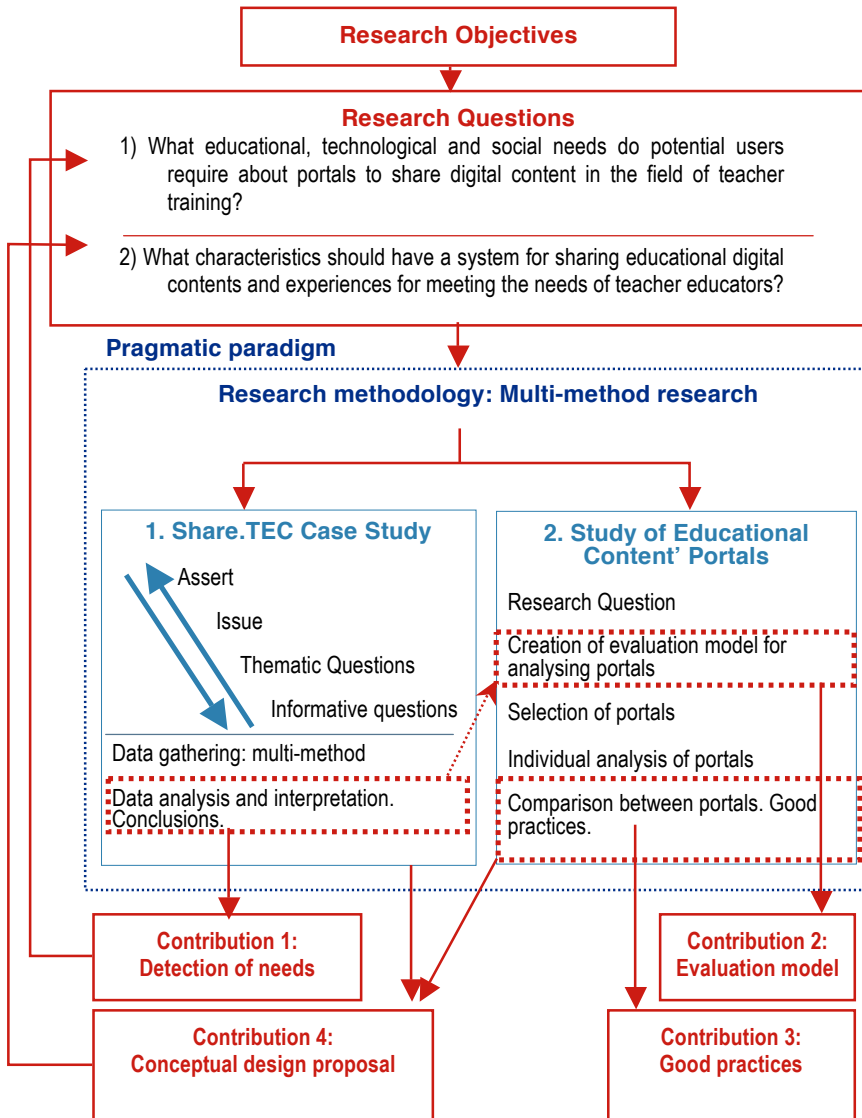 Research Objectives
Research Questions
1) What educational, technological and social needs do potential users
require about portals to share digital content in the field of teacher
training?
2) What characteristics should have a system for sharing educational digital
contents and experiences for meeting the needs of teacher educators?
Pragmatic paradigm
Research methodology: Multi-method research
1. Share.TEC Case Study
Assert
Issue
Thematic Questions
Informative questions
Data gathering: multi-method
Data analysis and interpretation.
Conclusions.
2. Study of Educational
Content' Portals
Research Question
Creation of evaluation model for
analysing portals
Selection of portals
Individual analysis of portals
Comparison between portals. Good
practices.
Contribution 1:
Detection of needs
Contribution 2:
Evaluation model
Contribution 4:
Conceptual design proposal
Contribution 3:
Good practices